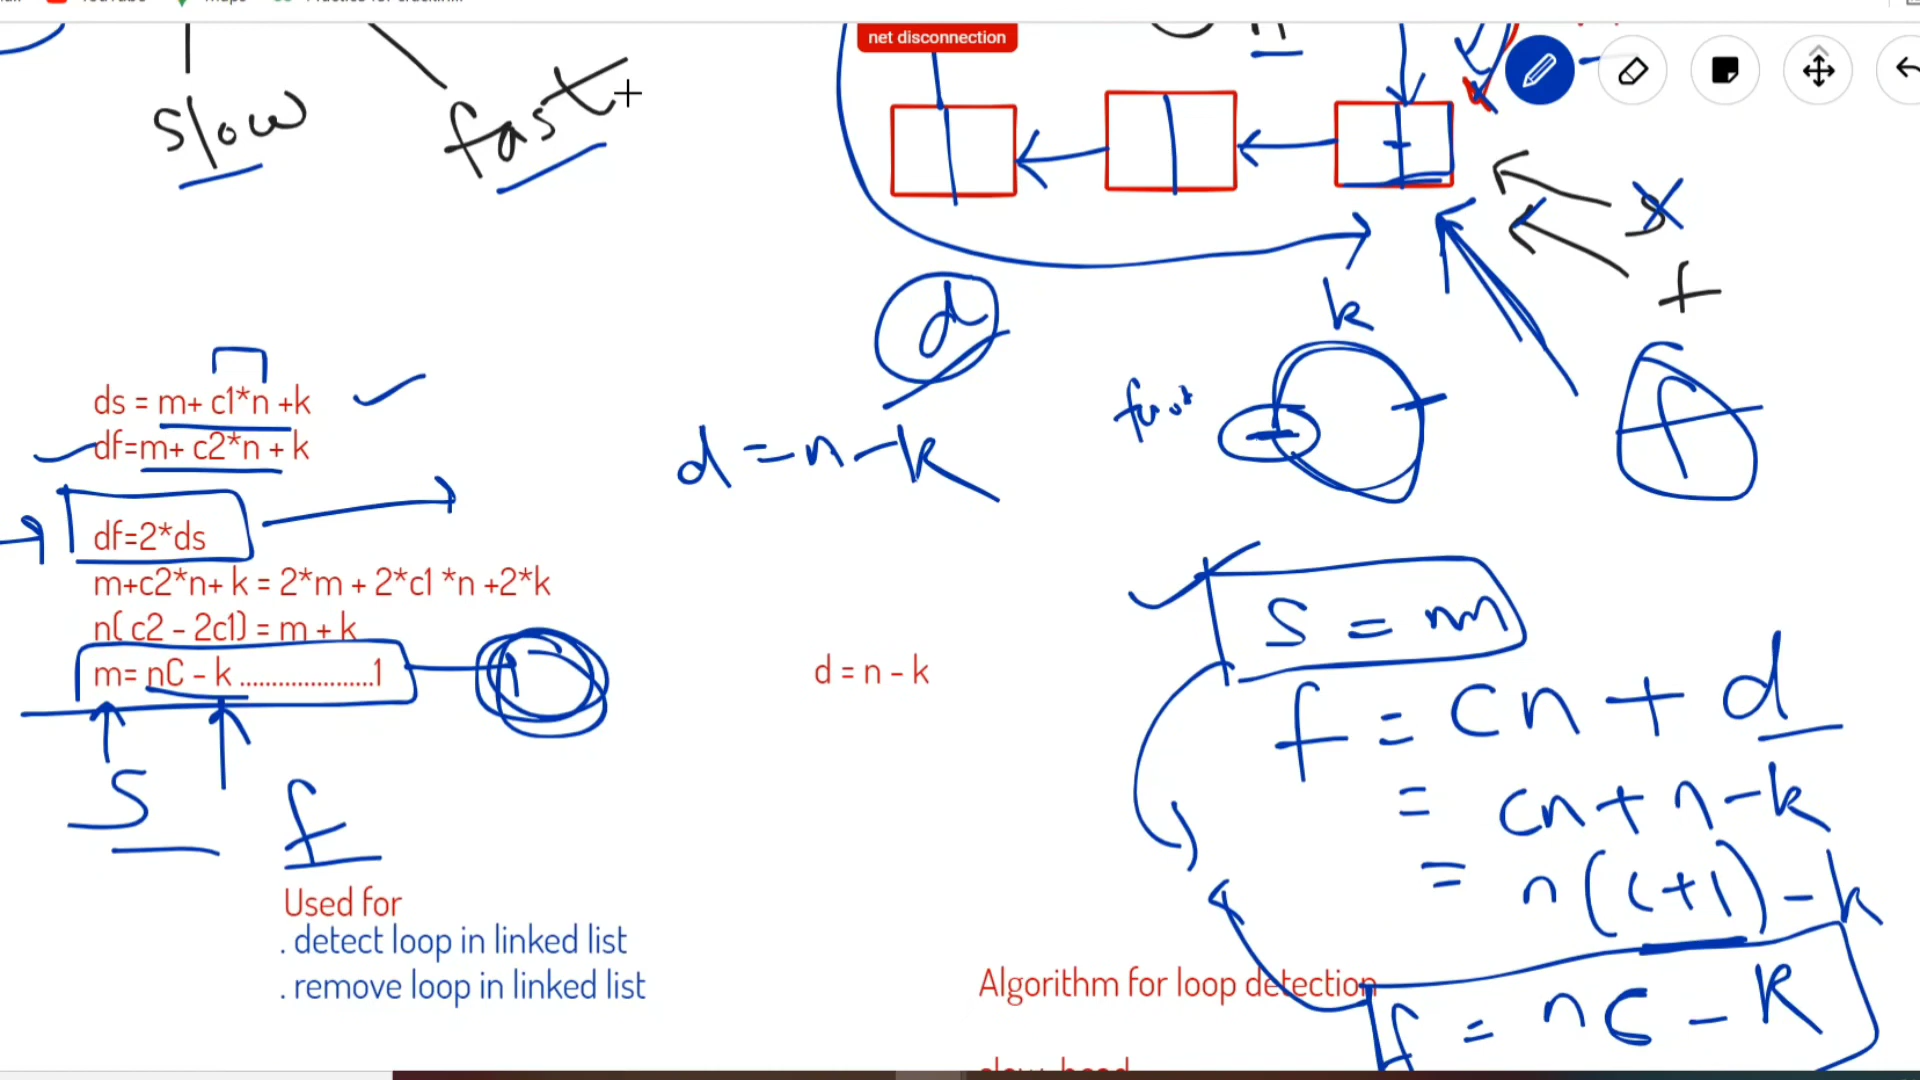 net disconnection
slow
fast
s
f
d
k
fast
ds = m+ c1*n +k
df=m+ c2*n + k
d = n - k
df=2*ds
m+c2*n+ k = 2*m + 2*c1 *n +2*k
n( c2 - 2c1) = m + k
m= nC - k .....................1
d = n - k
S = m
f = cn + d
= cn + n - k
= n(c+1) - k
f = nc - k
S
f
Used for
. detect loop in linked list
. remove loop in linked list
Algorithm for loop detection